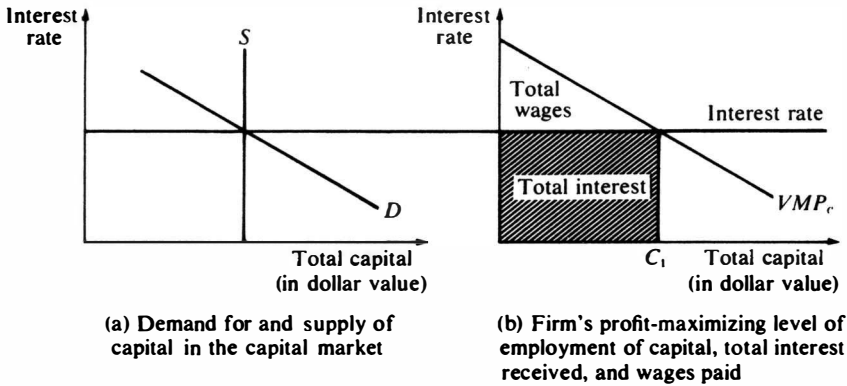 Interest
rate
S
D
Total capital
(in dollar value)
(a) Demand for and supply of
capital in the capital market
Interest
rate
Total
wages
Interest rate
Total interest
VMPc
C1
Total capital
(in dollar value)
(b) Firm's profit-maximizing level of
employment of capital, total interest
received, and wages paid